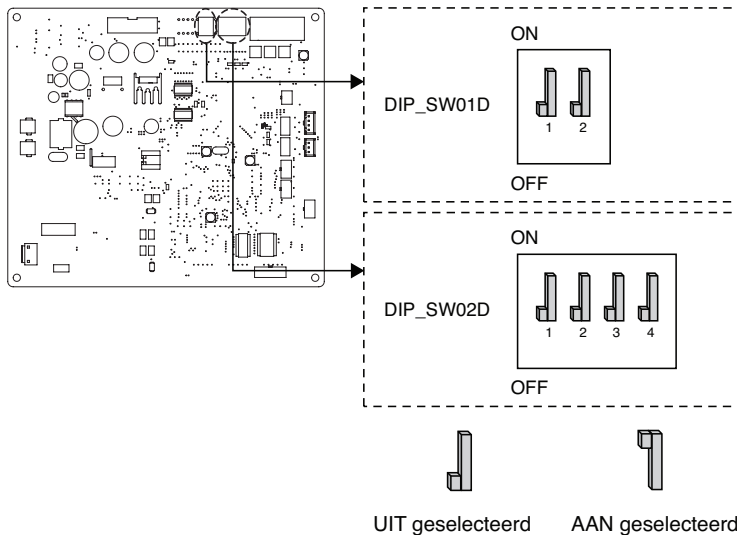 ON
DIP_SW01D
1 2
OFF
ON
DIP_SW02D
1 2 3 4
OFF
UIT geselecteerd
AAN geselecteerd